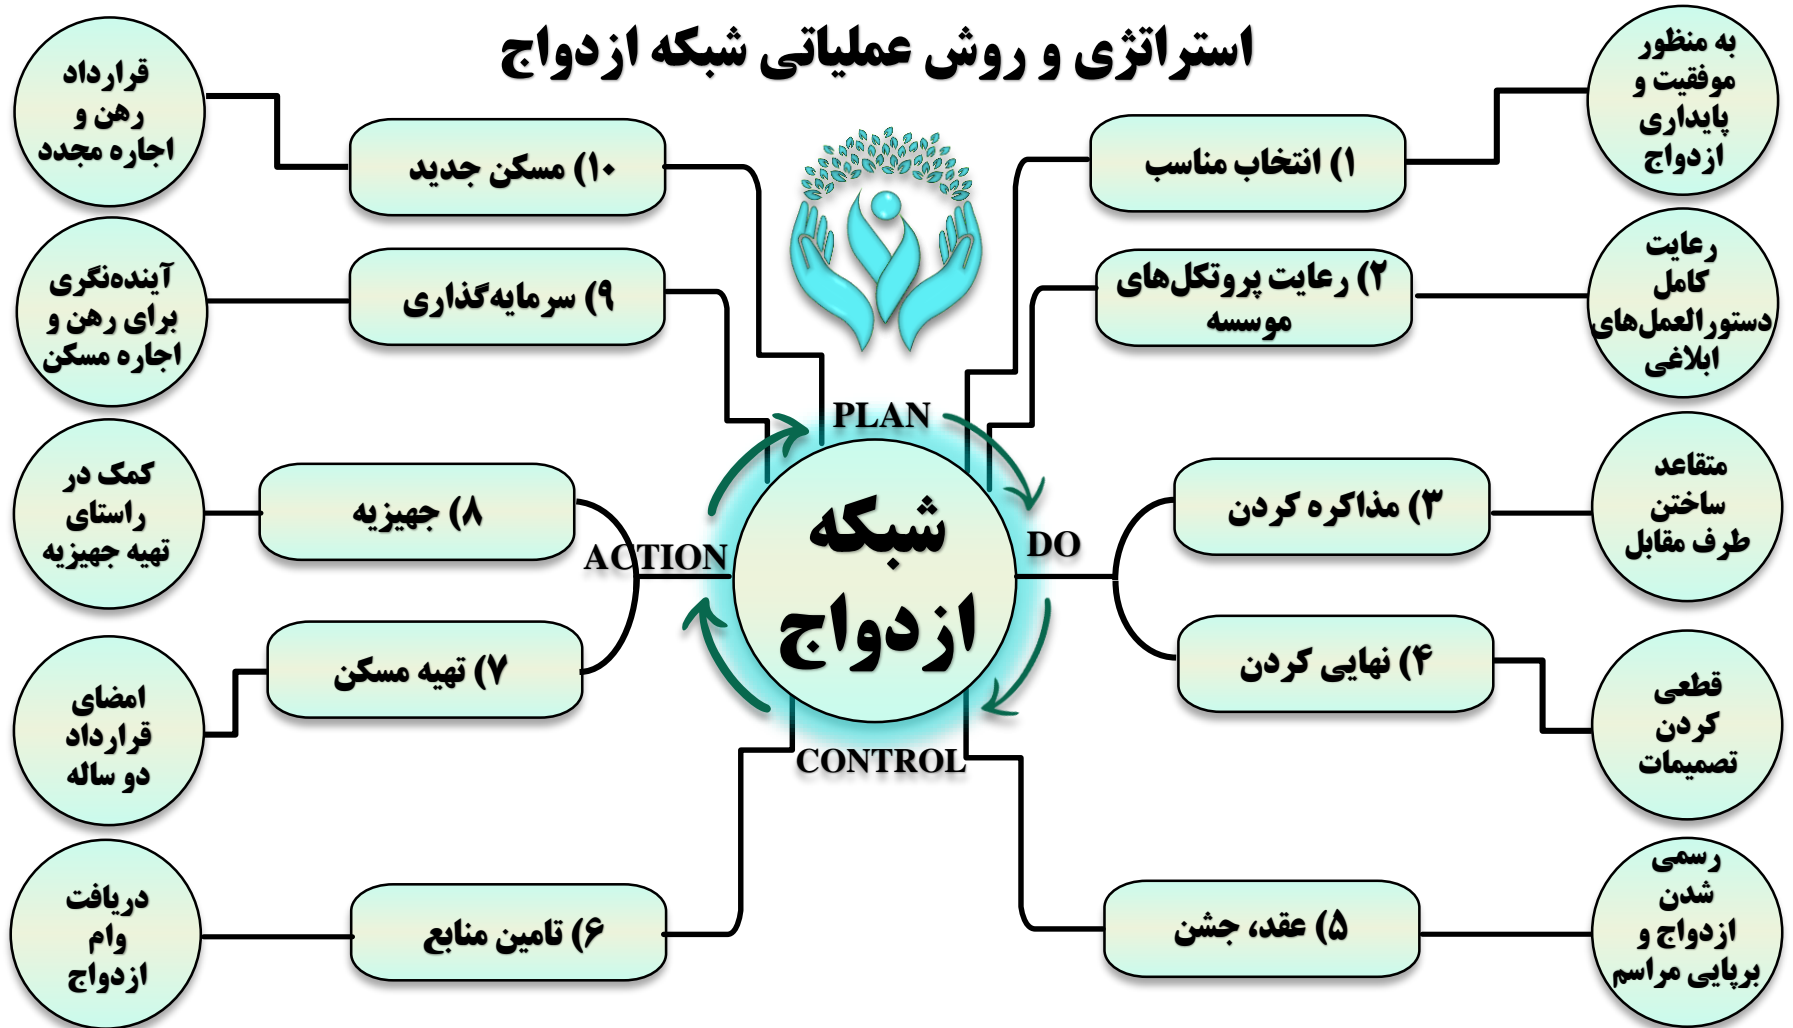 استراتژی و روش عملیاتی شبکه ازدواج
۱) انتخاب مناسب
به منظور
موفقیت و
پایداری
ازدواج
۲) رعایت پروتکل‌های
موسسه
رعایت
کامل
دستورالعمل‌های
ابلاغی
۳) مذاکره کردن
متقاعد
ساختن
طرف مقابل
۴) نهایی کردن
قطعی
کردن
تصمیمات
۵) عقد، جشن
رسمی
شدن
ازدواج و
برپایی مراسم
۶) تامین منابع
دریافت
وام
ازدواج
۷) تهیه مسکن
امضای
قرارداد
دو ساله
۸) جهیزیه
کمک در
راستای
تهیه جهیزیه
۹) سرمایه‌گذاری
آینده‌نگری
برای رهن و
اجاره مسکن
۱۰) مسکن جدید
قرارداد
رهن و
اجاره مجدد
PLAN
DO
CONTROL
ACTION
شبکه
ازدواج